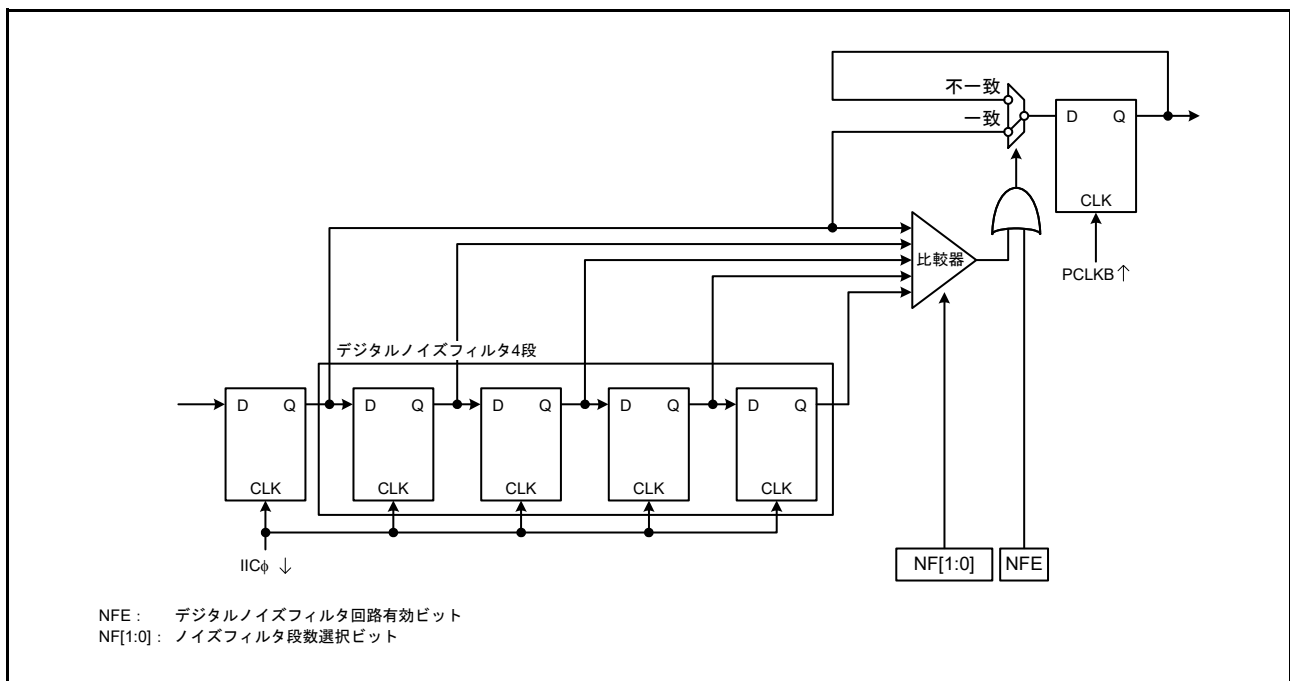 不一致
一致
D Q
CLK
PCLKB↑
比較器
デジタルノイズフィルタ4段
D Q
CLK
D Q
CLK
D Q
CLK
D Q
CLK
D Q
CLK
IICφ ↓
NF[1:0]
NFE
NFE : デジタルノイズフィルタ回路有効ビット
NF[1:0] : ノイズフィルタ段数選択ビット